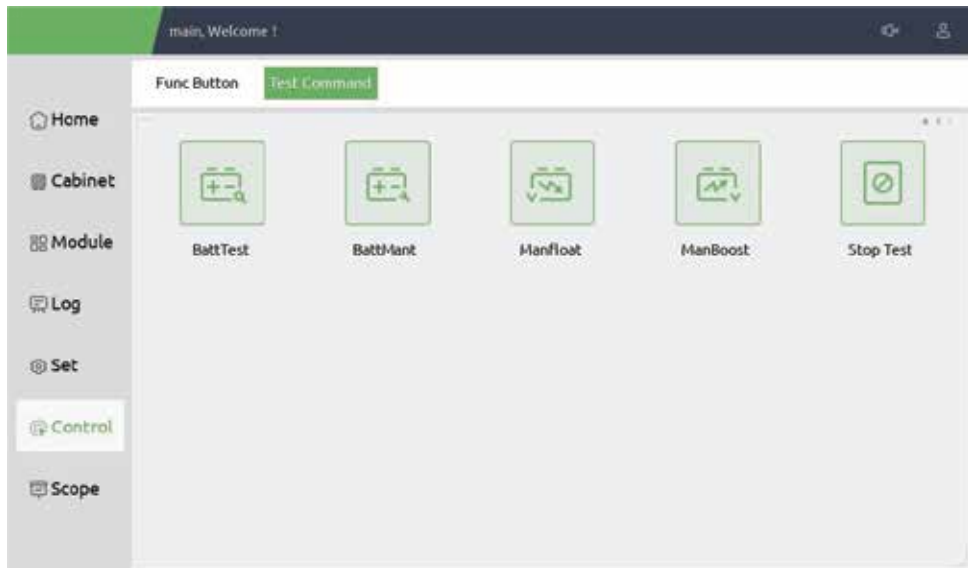 main, Welcome !
Func Button
Test Command
Home
Cabinet
Module
Log
Set
Control
Scope
BattTest
BattMant
Manfloat
ManBoost
Stop Test